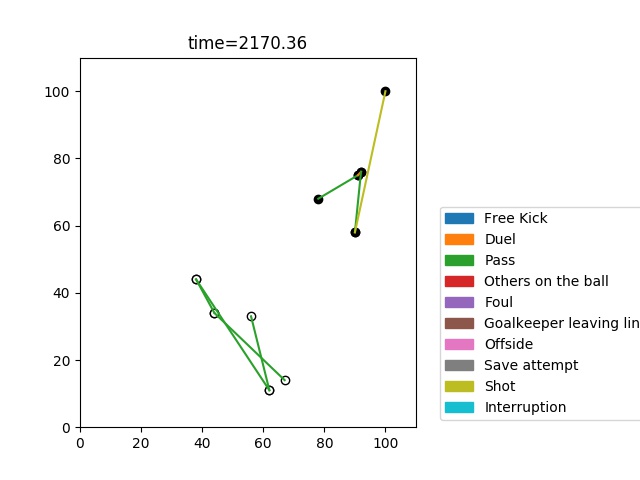 time=2170.36
100
80
60
40
20
0
0 20 40 60 80 100
Free Kick
Duel
Pass
Others on the ball
Foul
Goalkeeper leaving lin
Offside
Save attempt
Shot
Interruption